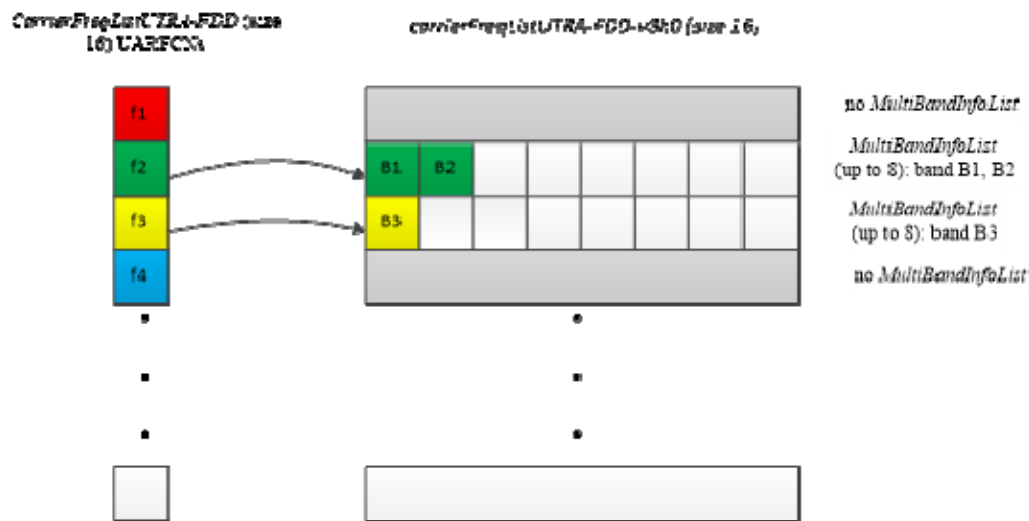 CarrierFreqListUTRA-FDD (size
16) UARFCNs
carrierFreqListUTRA-FDD-v8h0 (size 16)
f1
no MultiBandInfoList
f2
B1 B2
MultiBandInfoList
(up to 8): band B1, B2
f3
B3
MultiBandInfoList
(up to 8): band B3
f4
no MultiBandInfoList